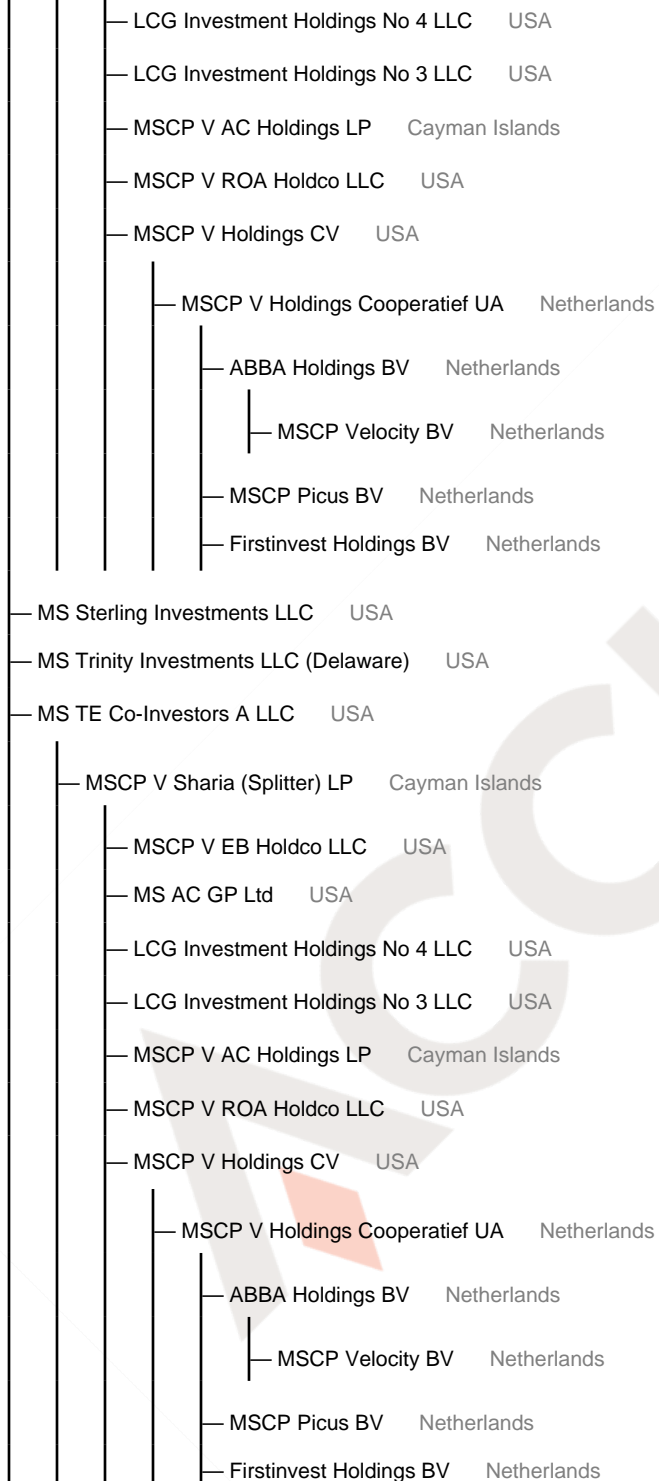 LCG Investment Holdings No 4 LLC USA
LCG Investment Holdings No 3 LLC USA
MSCP V AC Holdings LP Cayman Islands
MSCP V ROA Holdco LLC USA
MSCP V Holdings CV USA
MSCP V Holdings Cooperatief UA Netherlands
ABBA Holdings BV Netherlands
MSCP Velocity BV Netherlands
MSCP Picus BV Netherlands
Firstinvest Holdings BV Netherlands
MS Sterling Investments LLC USA
MS Trinity Investments LLC (Delaware) USA
MS TE Co-Investors A LLC USA
MSCP V Sharia (Splitter) LP Cayman Islands
MSCP V EB Holdco LLC USA
MS AC GP Ltd USA
LCG Investment Holdings No 4 LLC USA
LCG Investment Holdings No 3 LLC USA
MSCP V AC Holdings LP Cayman Islands
MSCP V ROA Holdco LLC USA
MSCP V Holdings CV USA
MSCP V Holdings Cooperatief UA Netherlands
ABBA Holdings BV Netherlands
MSCP Velocity BV Netherlands
MSCP Picus BV Netherlands
Firstinvest Holdings BV Netherlands